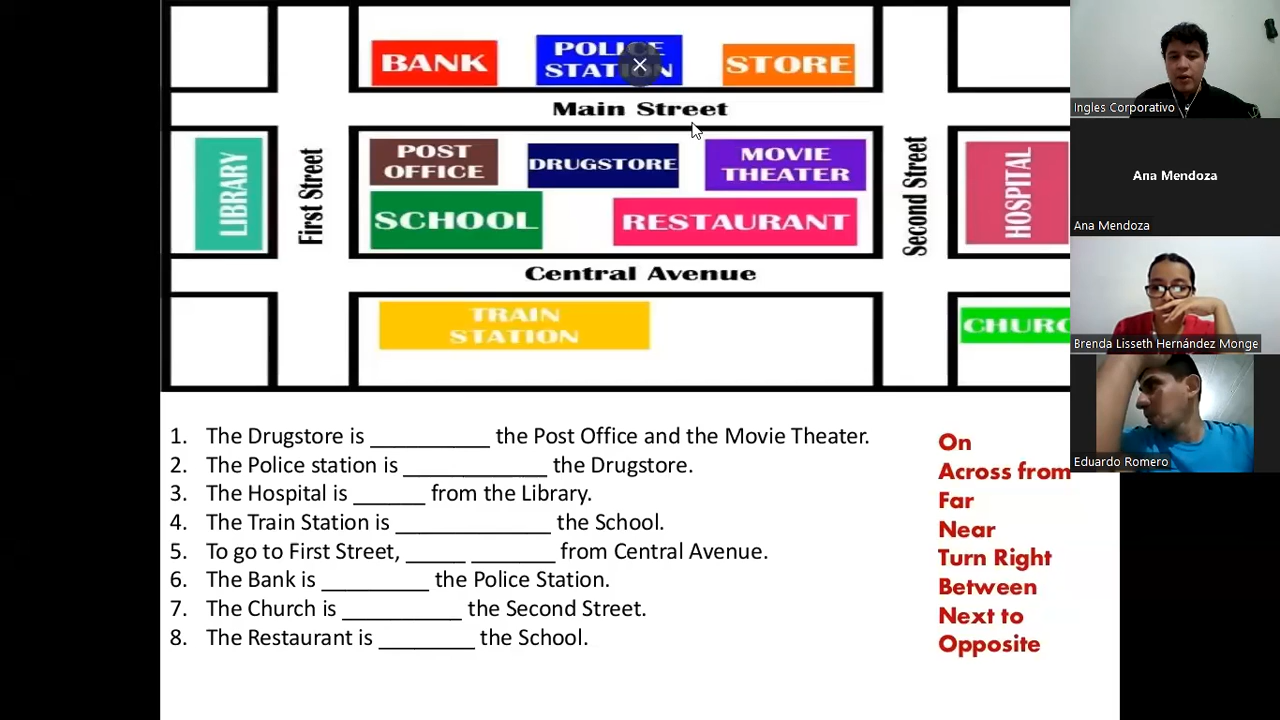 BANK
POLICE
STATION
STORE
Main Street
LIBRARY
First Street
POST
OFFICE
DRUGSTORE
MOVIE
THEATER
SCHOOL
RESTAURANT
Second Street
HOSPITAL
Central Avenue
TRAIN
STATION
CHURC
1. The Drugstore is __________ the Post Office and the Movie Theater.
2. The Police station is ____________ the Drugstore.
3. The Hospital is ______ from the Library.
4. The Train Station is _____________ the School.
5. To go to First Street, _____ _______ from Central Avenue.
6. The Bank is _________ the Police Station.
7. The Church is __________ the Second Street.
8. The Restaurant is ________ the School.
On
Across from
Far
Near
Turn Right
Between
Next to
Opposite
Ingles Corporativo
Ana Mendoza
Ana Mendoza
Brenda Lisseth Hernández Monge
Eduardo Romero